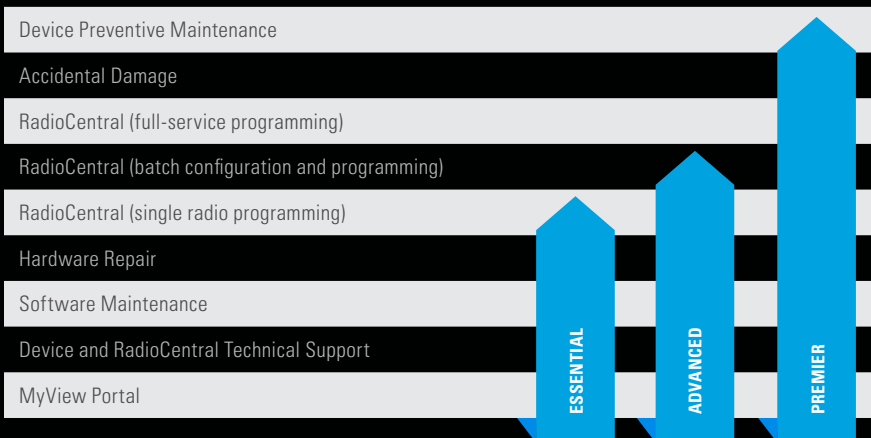 Device Preventive Maintenance
Accidental Damage
RadioCentral (full-service programming)
RadioCentral (batch configuration and programming)
RadioCentral (single radio programming)
Hardware Repair
Software Maintenance
Device and RadioCentral Technical Support
MyView Portal
ESSENTIAL
ADVANCED
PREMIER